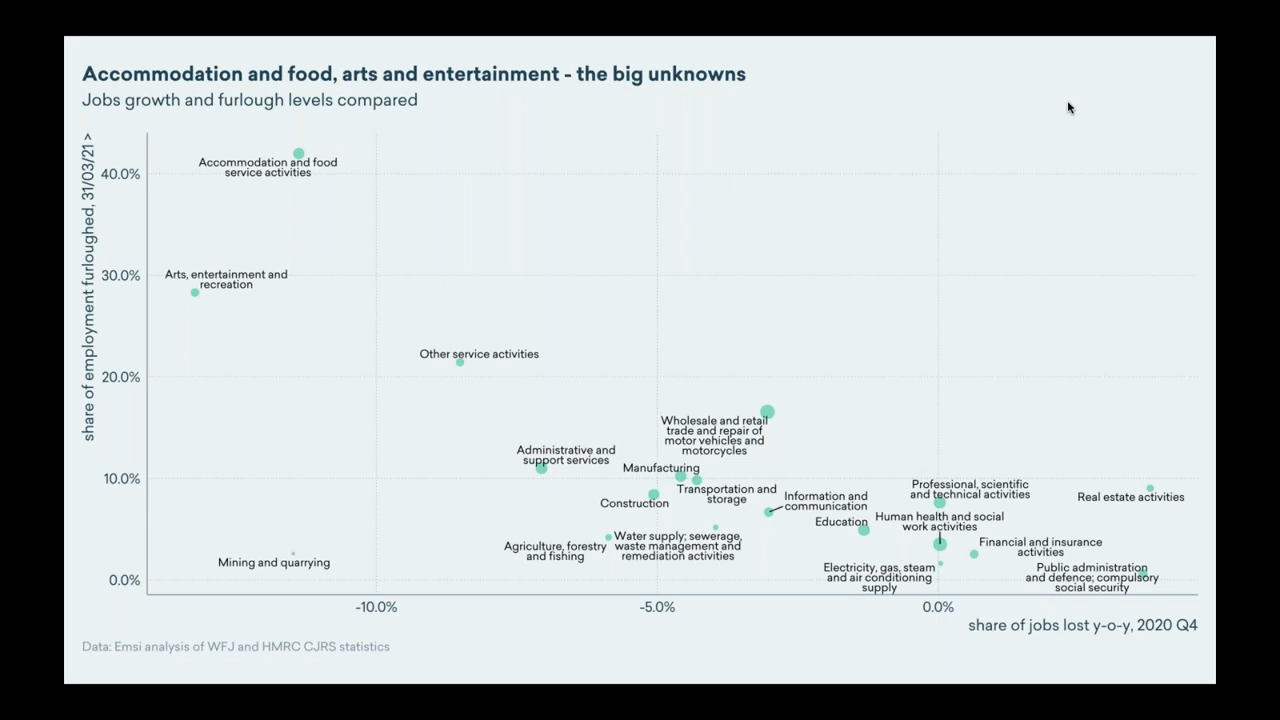 Accommodation and food, arts and entertainment - the big unknowns
Jobs growth and furlough levels compared
share of employment furloughed, 31/03/21 >
40.0%
30.0%
20.0%
10.0%
0.0%
Accommodation and food
service activities
Arts, entertainment and
recreation
Other service activities
Wholesale and retail
trade and repair of
motor vehicles and
motorcycles
Administrative and
support services
Manufacturing
Transportation and
storage
Construction
Information and
communication
Professional, scientific
and technical activities
Real estate activities
Education
Human health and social
work activities
Water supply; sewerage,
waste management and
remediation activities
Agriculture, forestry
and fishing
Mining and quarrying
Financial and insurance
activities
Electricity, gas, steam
and air conditioning
supply
Public administration
and defence; compulsory
social security
-10.0%
-5.0%
0.0%
share of jobs lost y-o-y, 2020 Q4
Data: Emsi analysis of WFJ and HMRC CJRS statistics